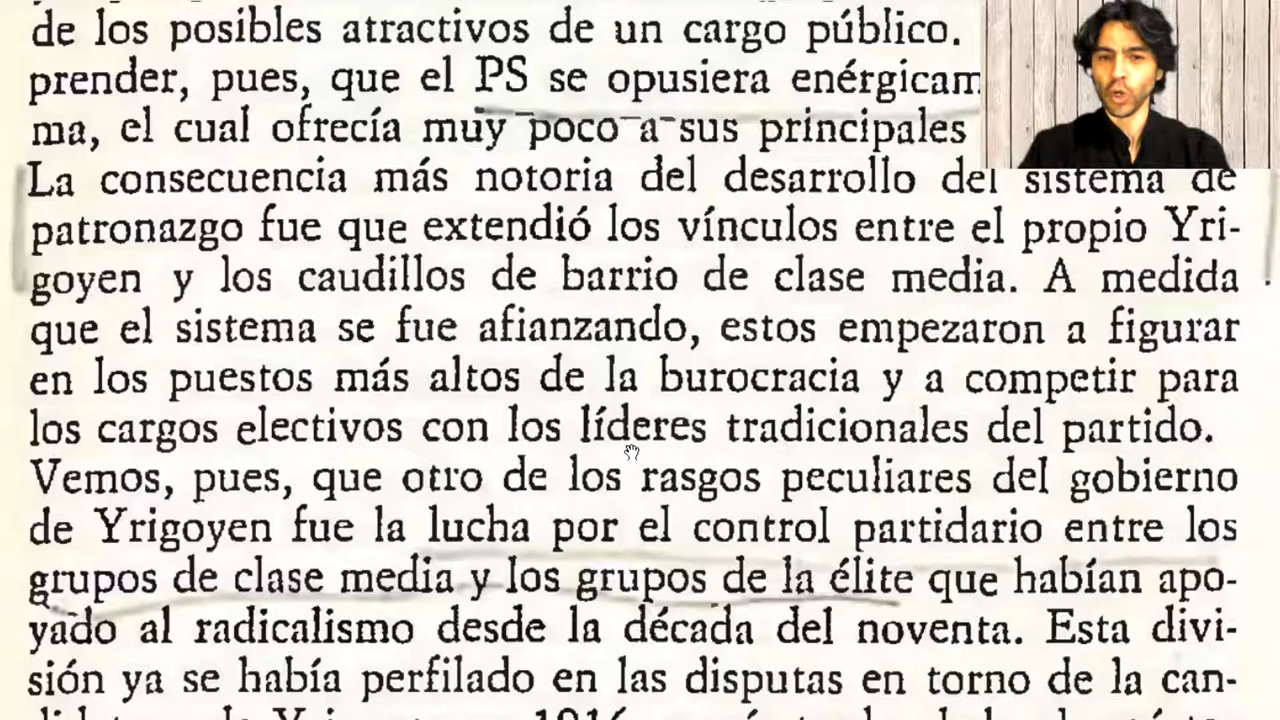 de los posibles atractivos de un cargo público.
prender, pues, que el PS se opusiera
ma, el cual ofrecía muy poco a sus principales
La consecuencia más notoria del desarrollo del sistema de
patronazgo fue que extendió los vínculos entre el propio Yri-
goyen y los caudillos de barrio de clase media. A medida
que el sistema se fue afianzando, estos empezaron a figurar
en los puestos más altos de la burocracia y a competir para
los cargos electivos con los líderes tradicionales del partido.
Vemos, pues, que otro de los rasgos peculiares del gobierno
de Yrigoyen fue la lucha por el control partidario entre los
grupos de clase media y los grupos de la élite que habían apo-
yado al radicalismo desde la década del noventa. Esta divi-
sión ya se había perfilado en las disputas en torno de la can-